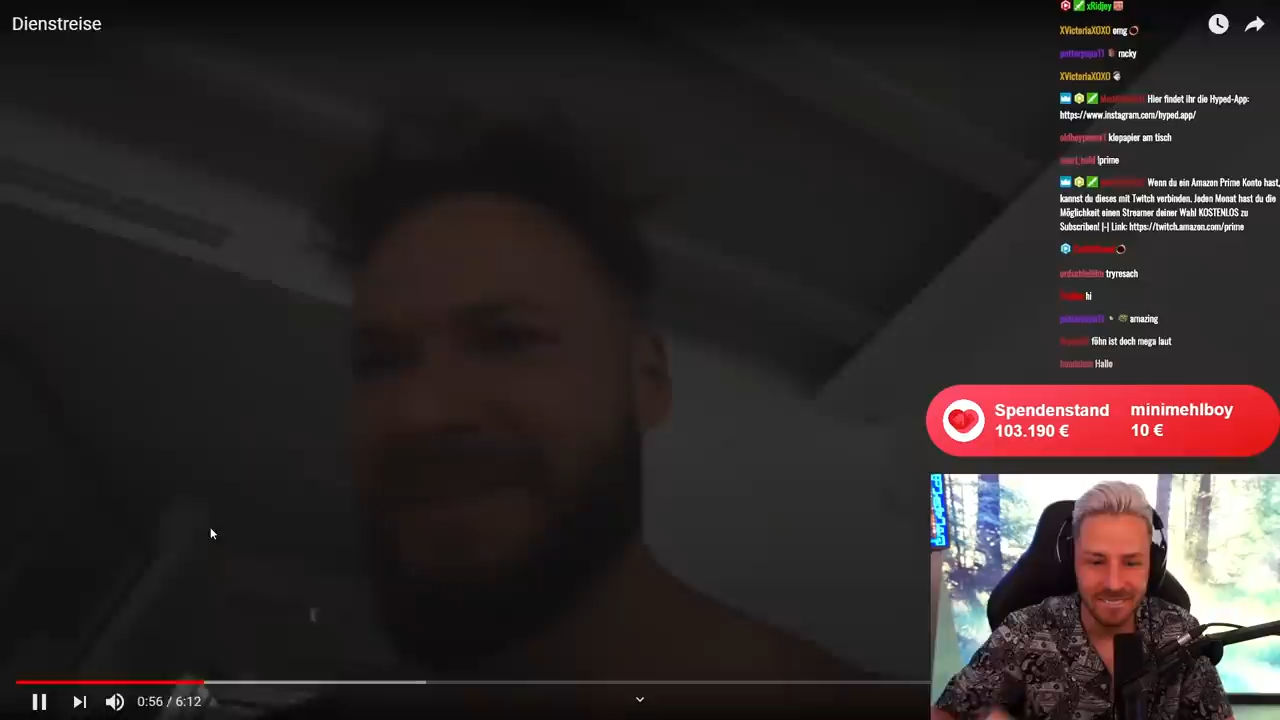 Dienstreise
xRidjey
XVictoriaXOXO omg
mcky
XVictoriaXOXO
Hier findet ihr die Hyped-App:
https://www.instagram.com/hyped.app/
klopapier am tisch
!prime
Wenn du ein Amazon Prime Konto hast,
kannst du dieses mit Twitch verbinden. Jeden Monat hast du die
Möglichkeit einen Streamer deiner Wahl KOSTENLOS zu
Subscriben! |-| Link: https://twitch.amazon.com/prime
tryresach
hi
amazing
föhn ist doch mega laut
Hallo
Spendenstand
103.190 €
minimehlboy
10 €
0:56 / 6:12